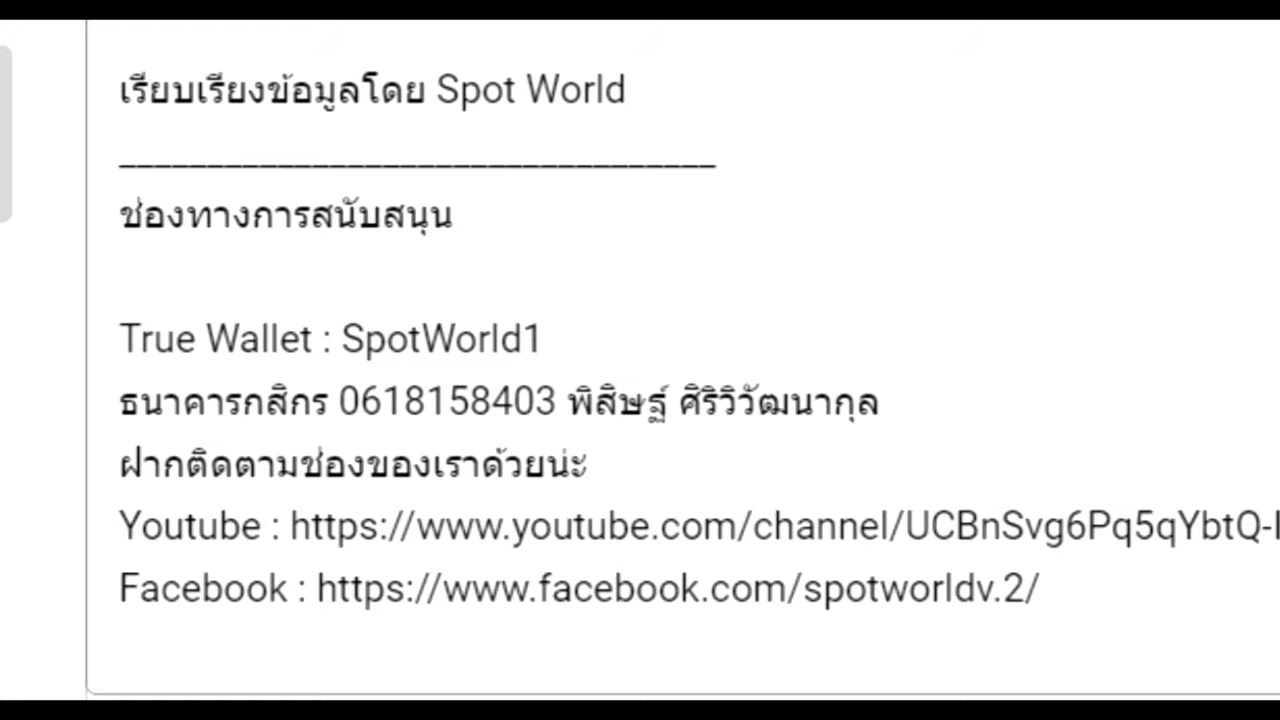 เรียบเรียงข้อมูลโดย Spot World
__________________________________
ช่องทางการสนับสนุน
True Wallet : SpotWorld1
ธนาคารกสิกร 0618158403 พิสิษฐ์ ศิริวิวัฒนากุล
ฝากติดตามช่องของเราด้วยน่ะ
Youtube : https://www.youtube.com/channel/UCBnSvg6Pq5qYbtQ-
Facebook : https://www.facebook.com/spotworldv.2/